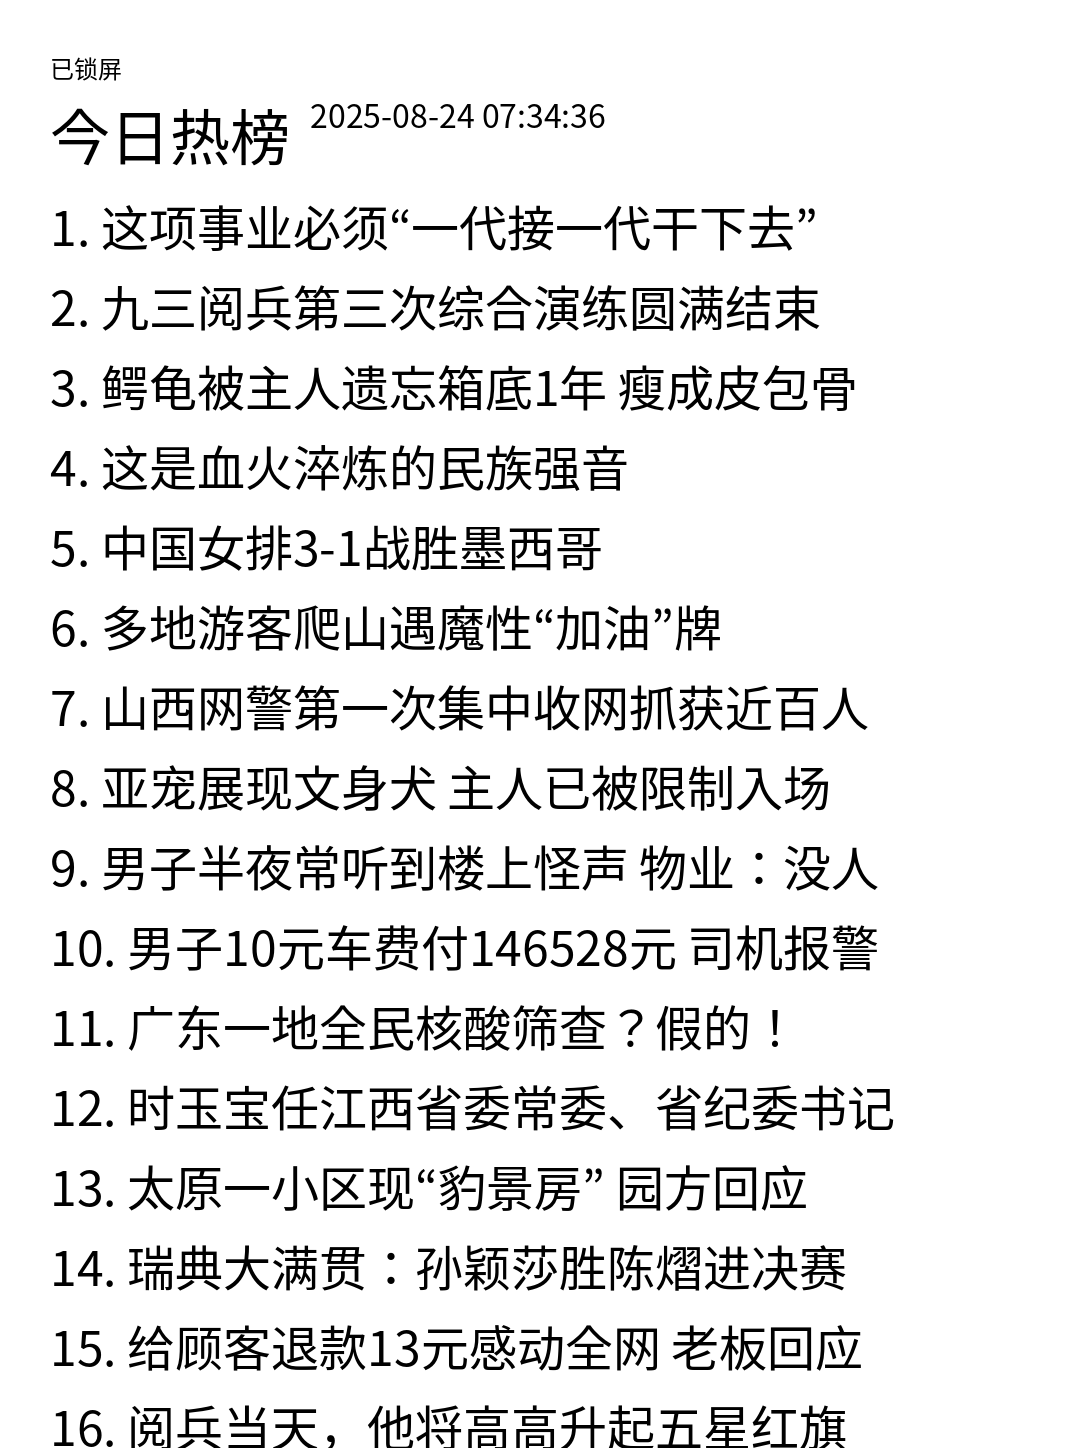 已锁屏
今日热榜 2025-08-24 07:34:36
1. 这项事业必须“一代接一代干下去”
2. 九三阅兵第三次综合演练圆满结束
3. 鳄龟被主人遗忘箱底1年 瘦成皮包骨
4. 这是血火淬炼的民族强音
5. 中国女排3-1战胜墨西哥
6. 多地游客爬山遇魔性“加油”牌
7. 山西网警第一次集中收网抓获近百人
8. 亚宠展现文身犬 主人已被限制入场
9. 男子半夜常听到楼上怪声 物业：没人
10. 男子10元车费付146528元 司机报警
11. 广东一地全民核酸筛查？假的！
12. 时玉宝任江西省委常委、省纪委书记
13. 太原一小区现“豹景房” 园方回应
14. 瑞典大满贯：孙颖莎胜陈熠进决赛
15. 给顾客退款13元感动全网 老板回应
16. 阅兵当天，他将高高升起五星红旗